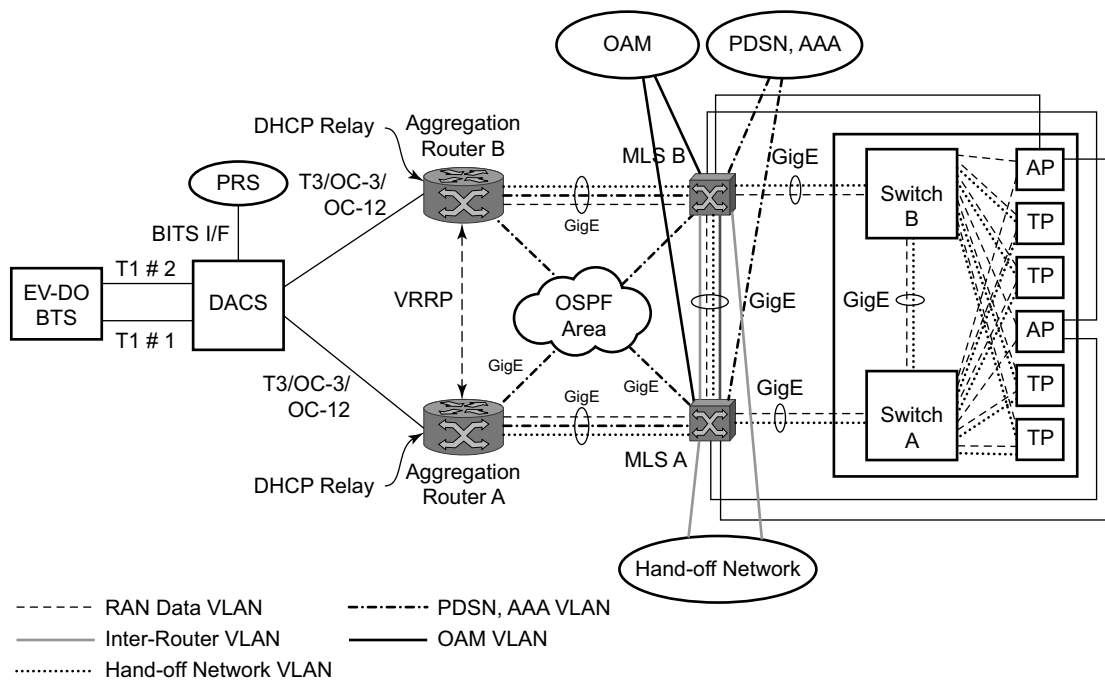 OAM
PDSN, AAA
DHCP Relay
Aggregation
Router B
MLS B
GigE
AP
PRS
T3/OC-3/
OC-12
GigE
Switch
B
TP
BITS I/F
T1 # 2
EV-DO
BTS
DACS
VRRP
OSPF
Area
GigE
GigE
TP
AP
T1 # 1
GigE
GigE
T3/OC-3/
OC-12
GigE
GigE
Switch
A
TP
TP
MLS A
DHCP Relay
Aggregation
Router A
Hand-off Network
RAN Data VLAN
PDSN, AAA VLAN
Inter-Router VLAN
OAM VLAN
Hand-off Network VLAN